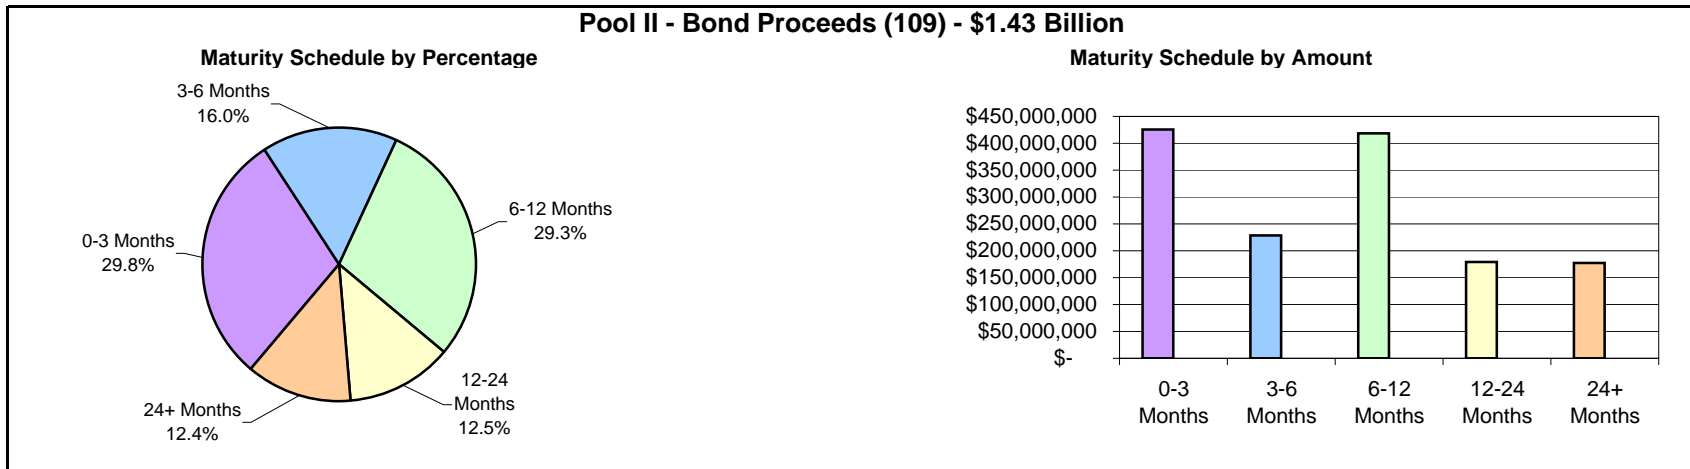 Pool II - Bond Proceeds (109) - $1.43 Billion
Maturity Schedule by Percentage
3-6 Months
16.0%
6-12 Months
29.3%
0-3 Months
29.8%
12-24
Months
12.5%
24+ Months
12.4%
Maturity Schedule by Amount
$450,000,000
$400,000,000
$350,000,000
$300,000,000
$250,000,000
$200,000,000
$150,000,000
$100,000,000
$50,000,000
$-
0-3
Months
3-6
Months
6-12
Months
12-24
Months
24+
Months